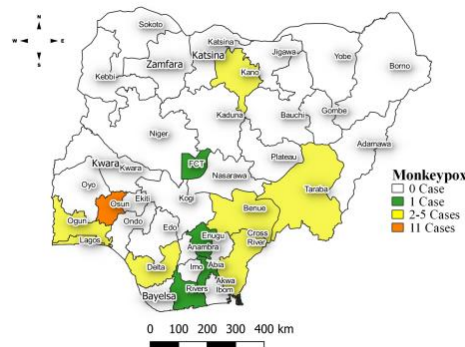 N
W E
S
Sokoto
Katsina
Jigawa
Yobe
Borno
Zamfara
Katsina
Kano
Kebbi
Kaduna
Bauchi
Gombe
Adamawa
Niger
Plateau
FCT
Kwara
Kwara
Nasarawa
Taraba
Oyo
Osun
Ekiti
Kogi
Benue
Ogun
Ondo
Edo
Enugu
Cross
River
Lagos
Anambra
Delta
Imo
Abia
Bayelsa
Rivers
Akwa
Ibom
Monkeypox
0 Case
1 Case
2-5 Cases
11 Cases
0 100 200 300 400 km